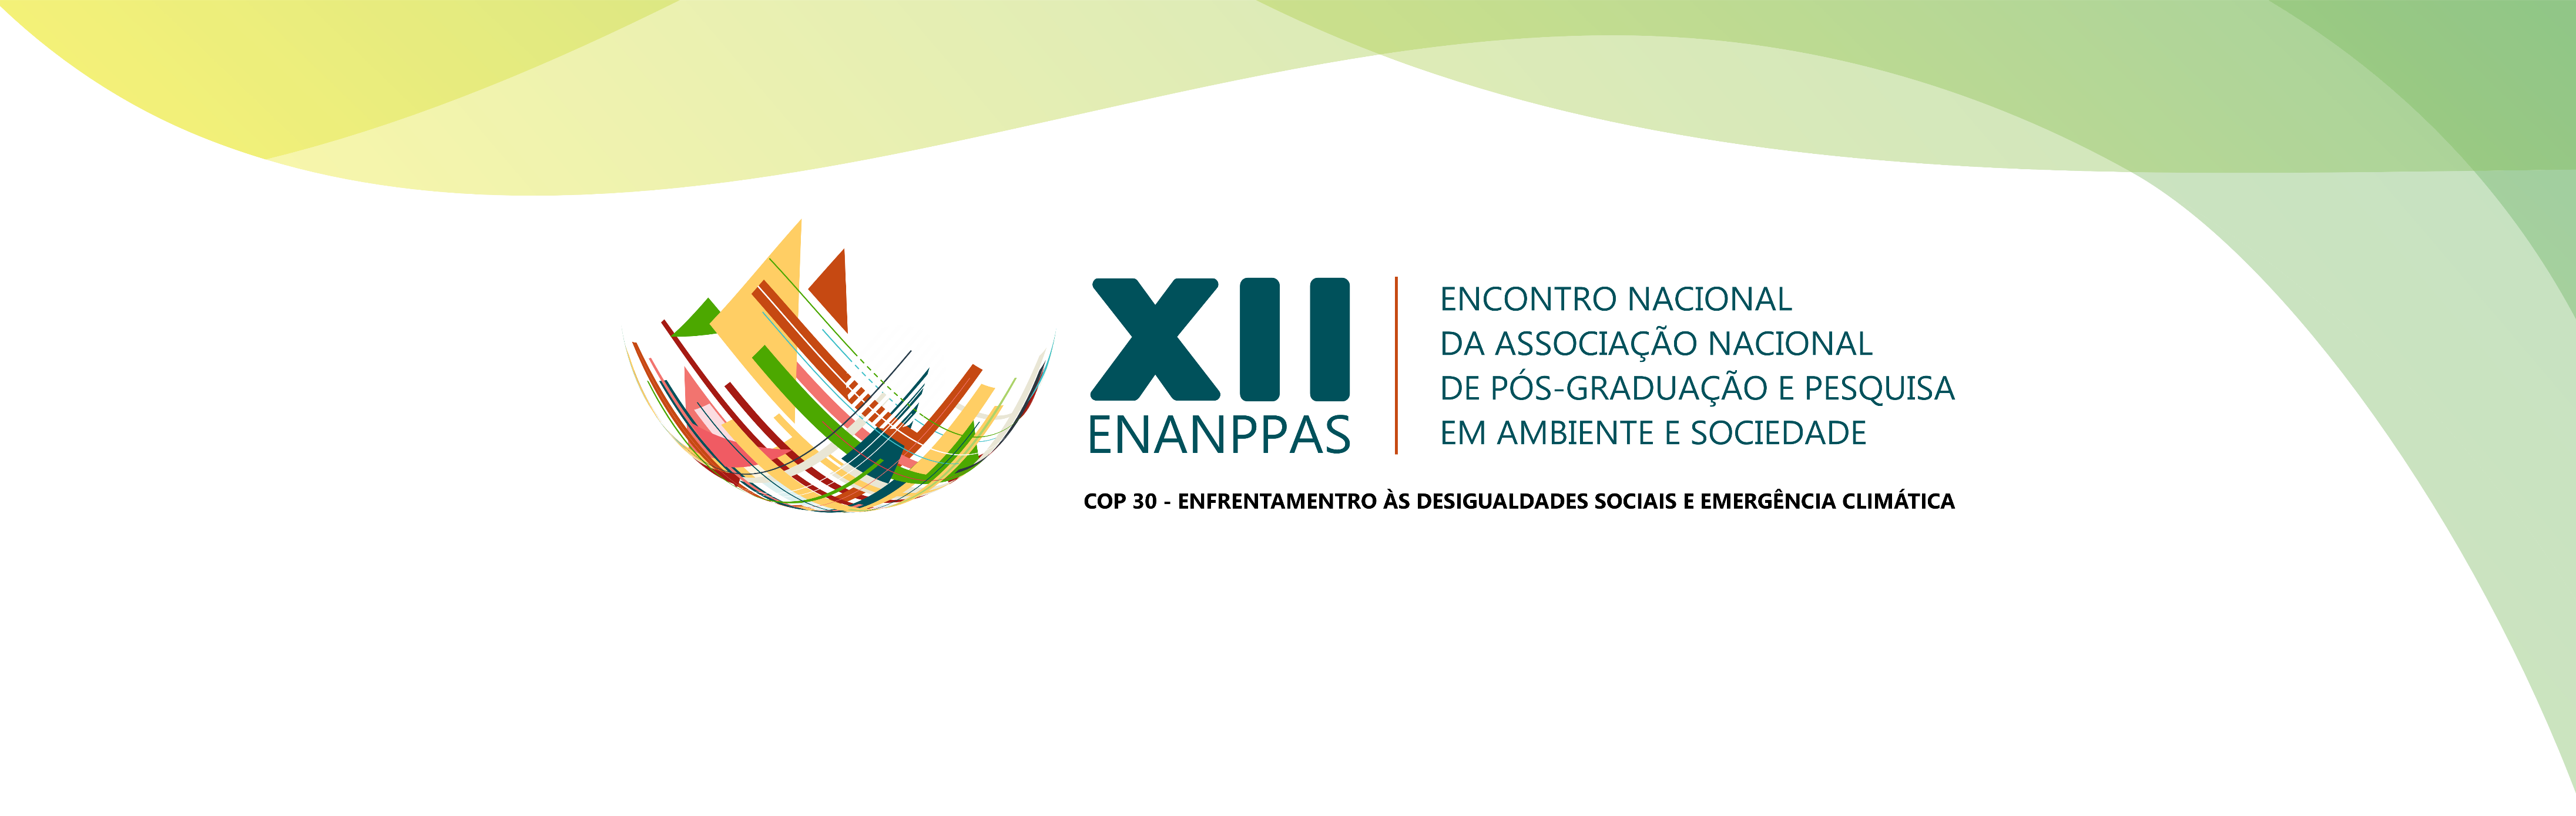 XII
ENANPPAS
ENCONTRO NACIONAL
DA ASSOCIAÇÃO NACIONAL
DE PÓS-GRADUAÇÃO E PESQUISA
EM AMBIENTE E SOCIEDADE
COP 30 - ENFRENTAMENTRO ÀS DESIGUALDADES SOCIAIS E EMERGÊNCIA CLIMÁTICA